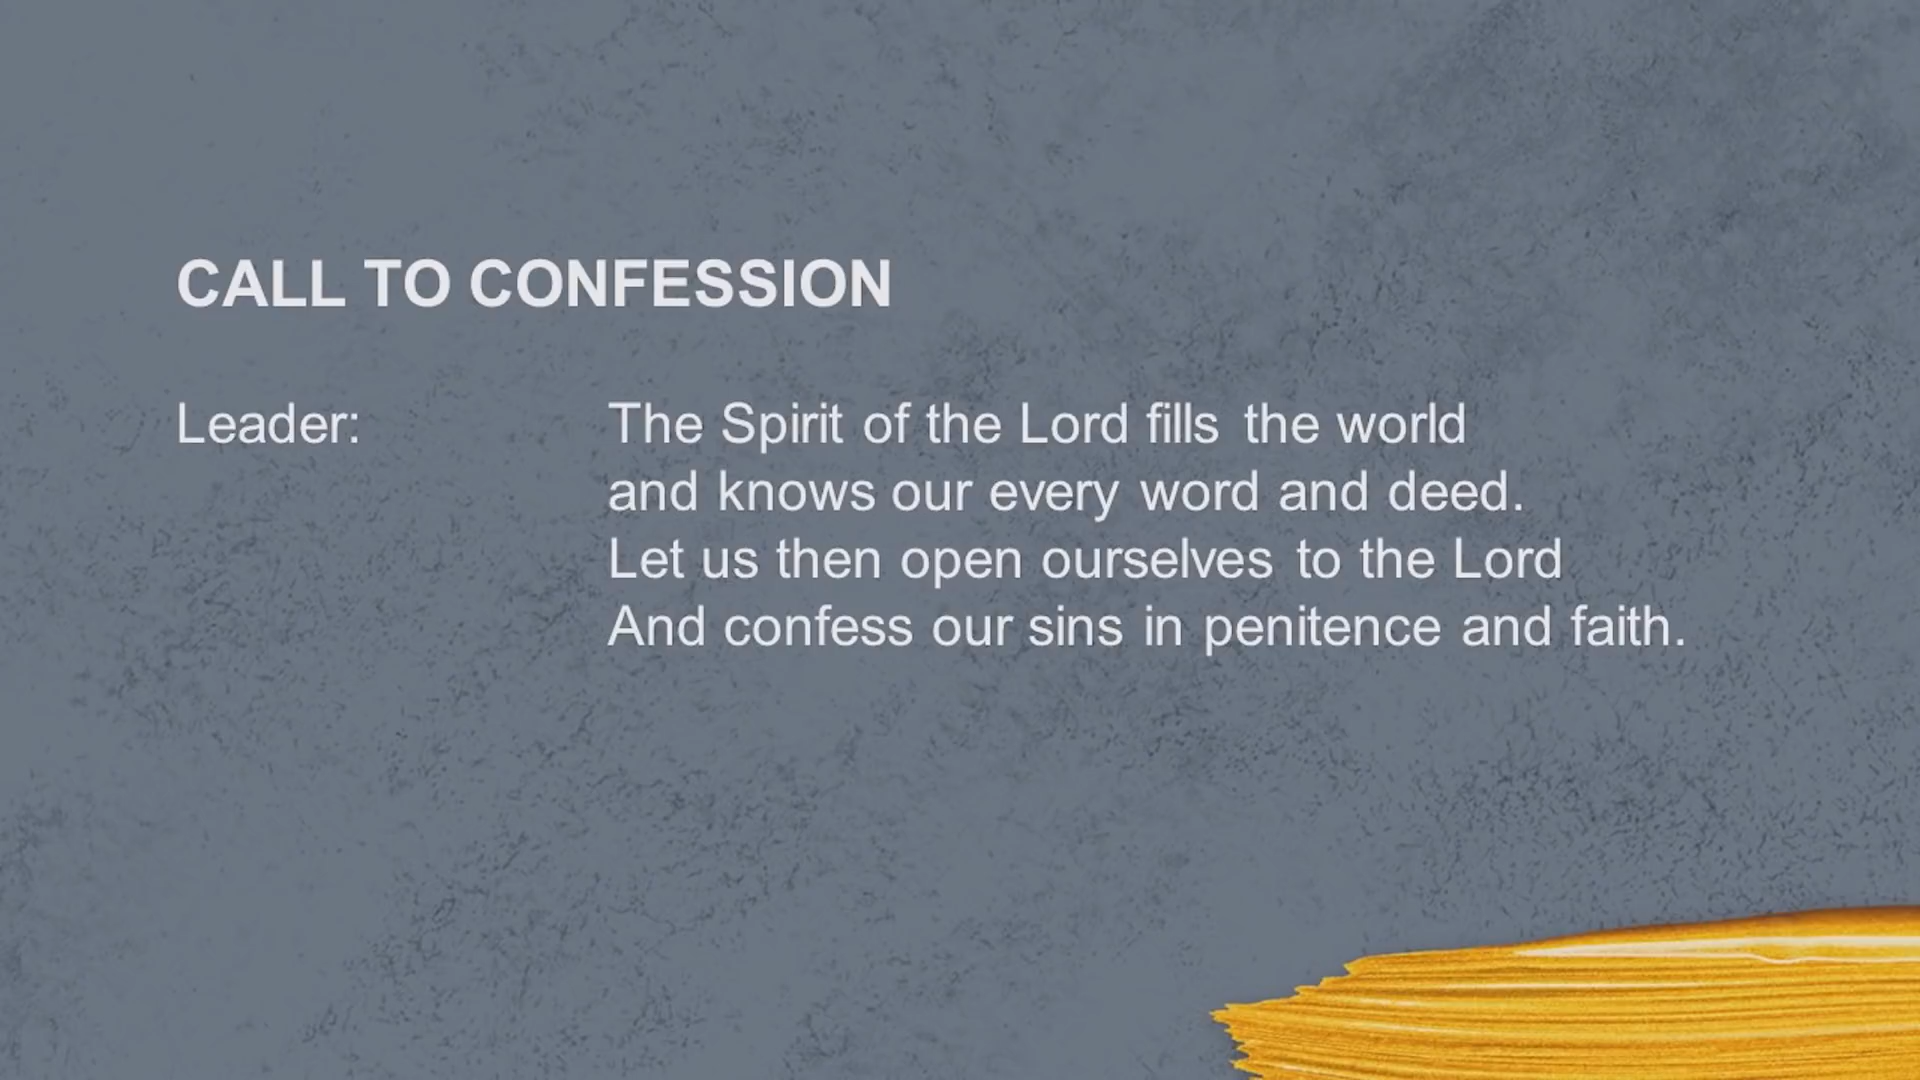 CALL TO CONFESSION
Leader: The Spirit of the Lord fills the world
and knows our every word and deed.
Let us then open ourselves to the Lord
And confess our sins in penitence and faith.